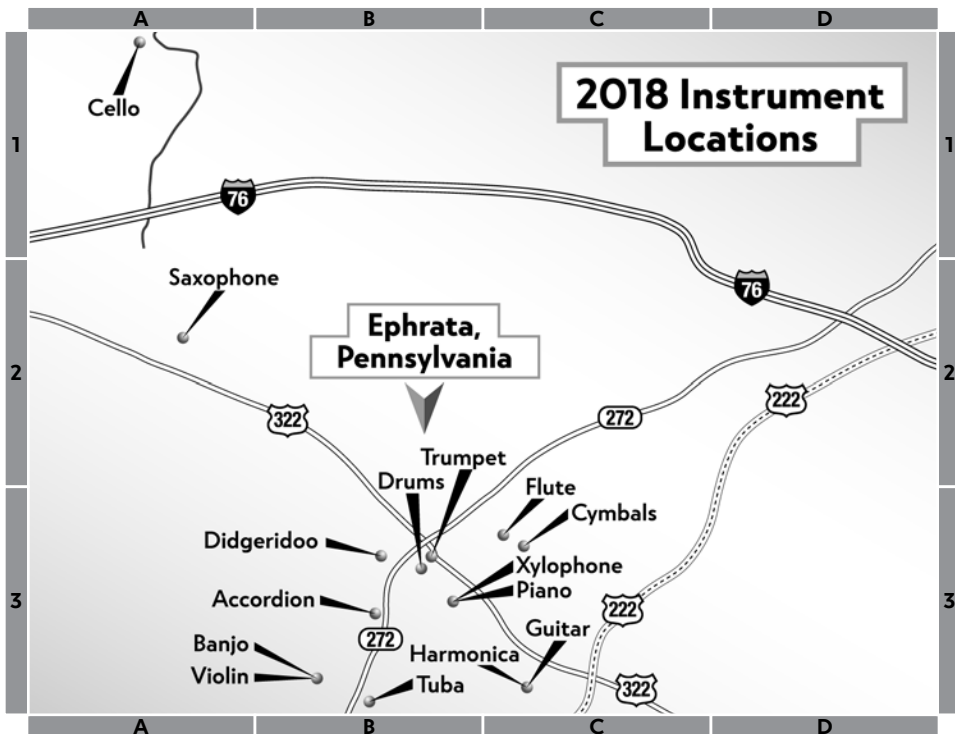 A B C D
1 1
2018 Instrument
Locations
Cello
76
Saxophone
76
Ephrata,
Pennsylvania
2 2
222
322
272
Trumpet
Drums
Flute
Cymbals
Didgeridoo
Xylophone
Piano
Accordion
3 3
222
Guitar
272
Banjo
Harmonica
Violin
Tuba
322
A B C D